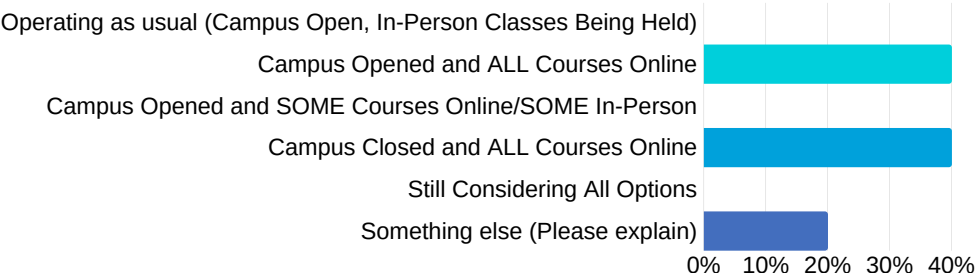 Operating as usual (Campus Open, In-Person Classes Being Held)
Campus Opened and ALL Courses Online
Campus Opened and SOME Courses Online/SOME In-Person
Campus Closed and ALL Courses Online
Still Considering All Options
Something else (Please explain)
0% 10% 20% 30% 40%